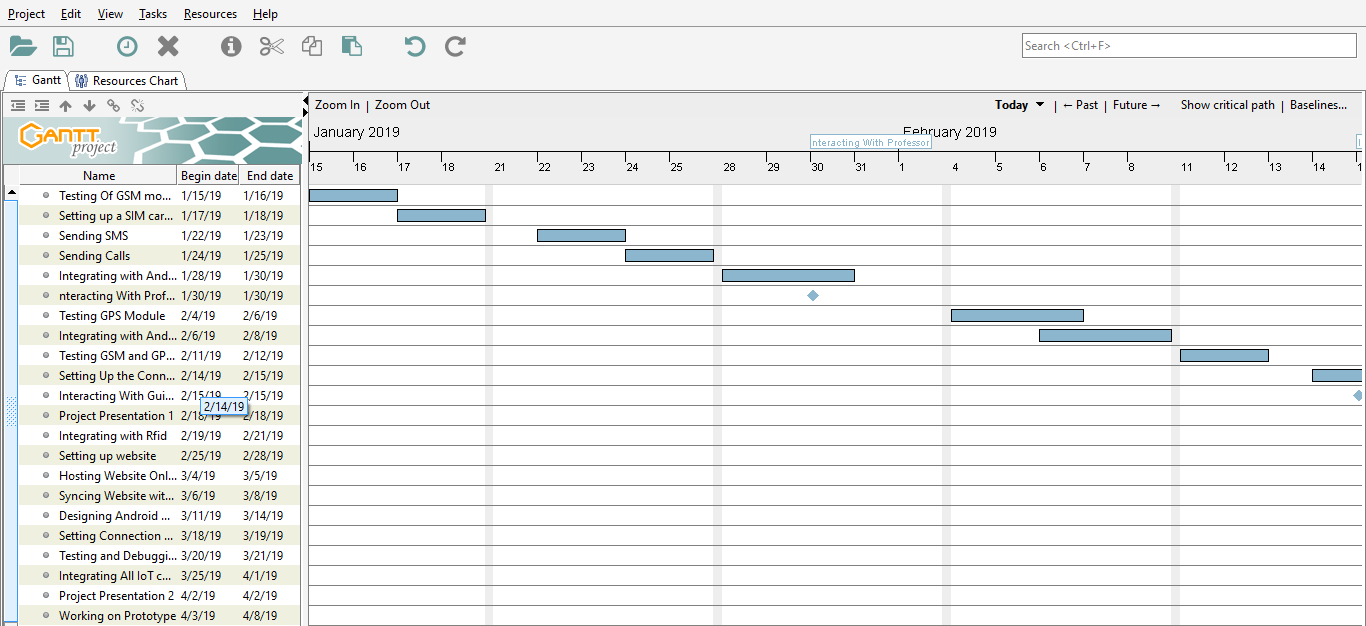 Project Edit View Tasks Resources Help
Search <Ctrl+F>
Gantt Resources Chart
Zoom In | Zoom Out Today | ←Past | Future→ Show critical path | Baselines...
GANTT
project
January 2019 February 2019
nteracting With Professor
15 16 17 18 21 22 23 24 25 28 29 30 31 1 4 5 6 7 8 11 12 13 14 1
Name Begin date End date
Testing Of GSM mo... 1/15/19 1/16/19
Setting up a SIM car... 1/17/19 1/18/19
Sending SMS 1/22/19 1/23/19
Sending Calls 1/24/19 1/25/19
Integrating with And... 1/28/19 1/30/19
nteracting With Prof... 1/30/19 1/30/19
Testing GPS Module 2/4/19 2/6/19
Integrating with And... 2/6/19 2/8/19
Testing GSM and GP... 2/11/19 2/12/19
Setting Up the Conn... 2/14/19 2/15/19
Interacting With Gui... 2/15/19 2/15/19
2/14/19
Project Presentation 1 2/18/19 2/18/19
Integrating with Rfid 2/19/19 2/21/19
Setting up website 2/25/19 2/28/19
Hosting Website Onl... 3/4/19 3/5/19
Syncing Website wit... 3/6/19 3/8/19
Designing Android ... 3/11/19 3/14/19
Setting Connection ... 3/18/19 3/19/19
Testing and Debuggi... 3/20/19 3/21/19
Integrating All IoT c... 3/25/19 4/1/19
Project Presentation 2 4/2/19 4/2/19
Working on Prototype 4/3/19 4/8/19